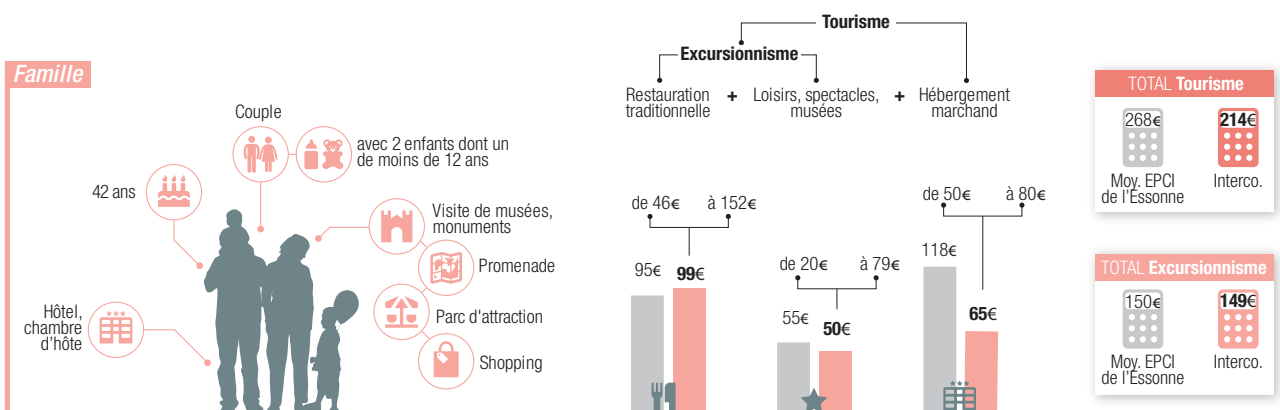 Famille
Couple
avec 2 enfants dont un
de moins de 12 ans
42 ans
Visite de musées,
monuments
Promenade
Hôtel,
chambre
d'hôte
Parc d'attraction
Shopping
Tourisme
Excursionnisme
Restauration
traditionnelle
+
Loisirs, spectacles,
musées
+
Hébergement
marchand
de 46€ à 152€
95€ 99€
de 20€ à 79€
55€ 50€
de 50€ à 80€
118€
65€
TOTAL Tourisme
268€ 214€
Moy. EPCI
de l'Essonne
Interco.
TOTAL Excursionnisme
150€ 149€
Moy. EPCI
de l'Essonne
Interco.